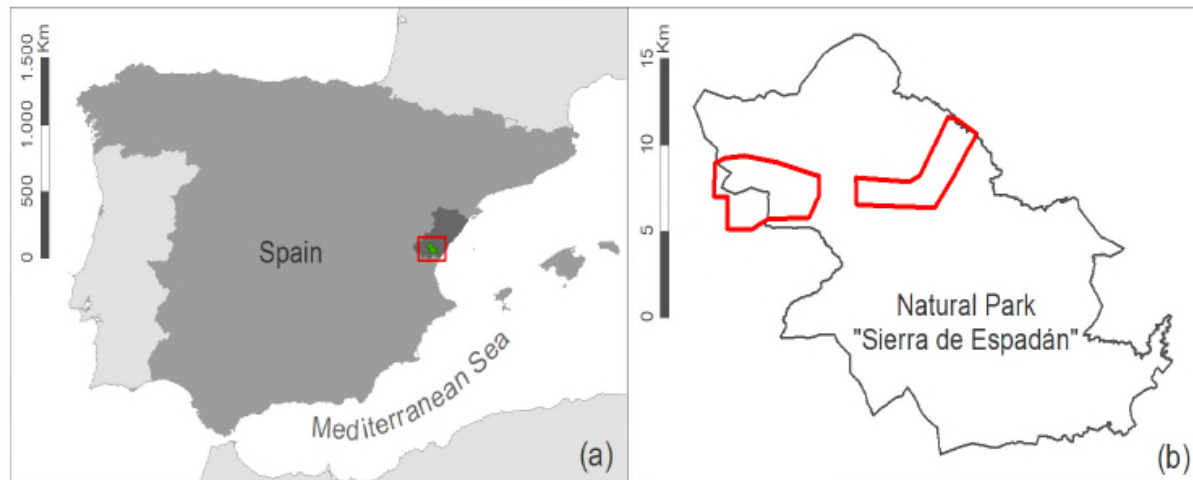 Km
1.500
1.000
500
0
Spain
Mediterranean Sea
(a)
Km
15
10
5
0
Natural Park
"Sierra de Espadán"
(b)